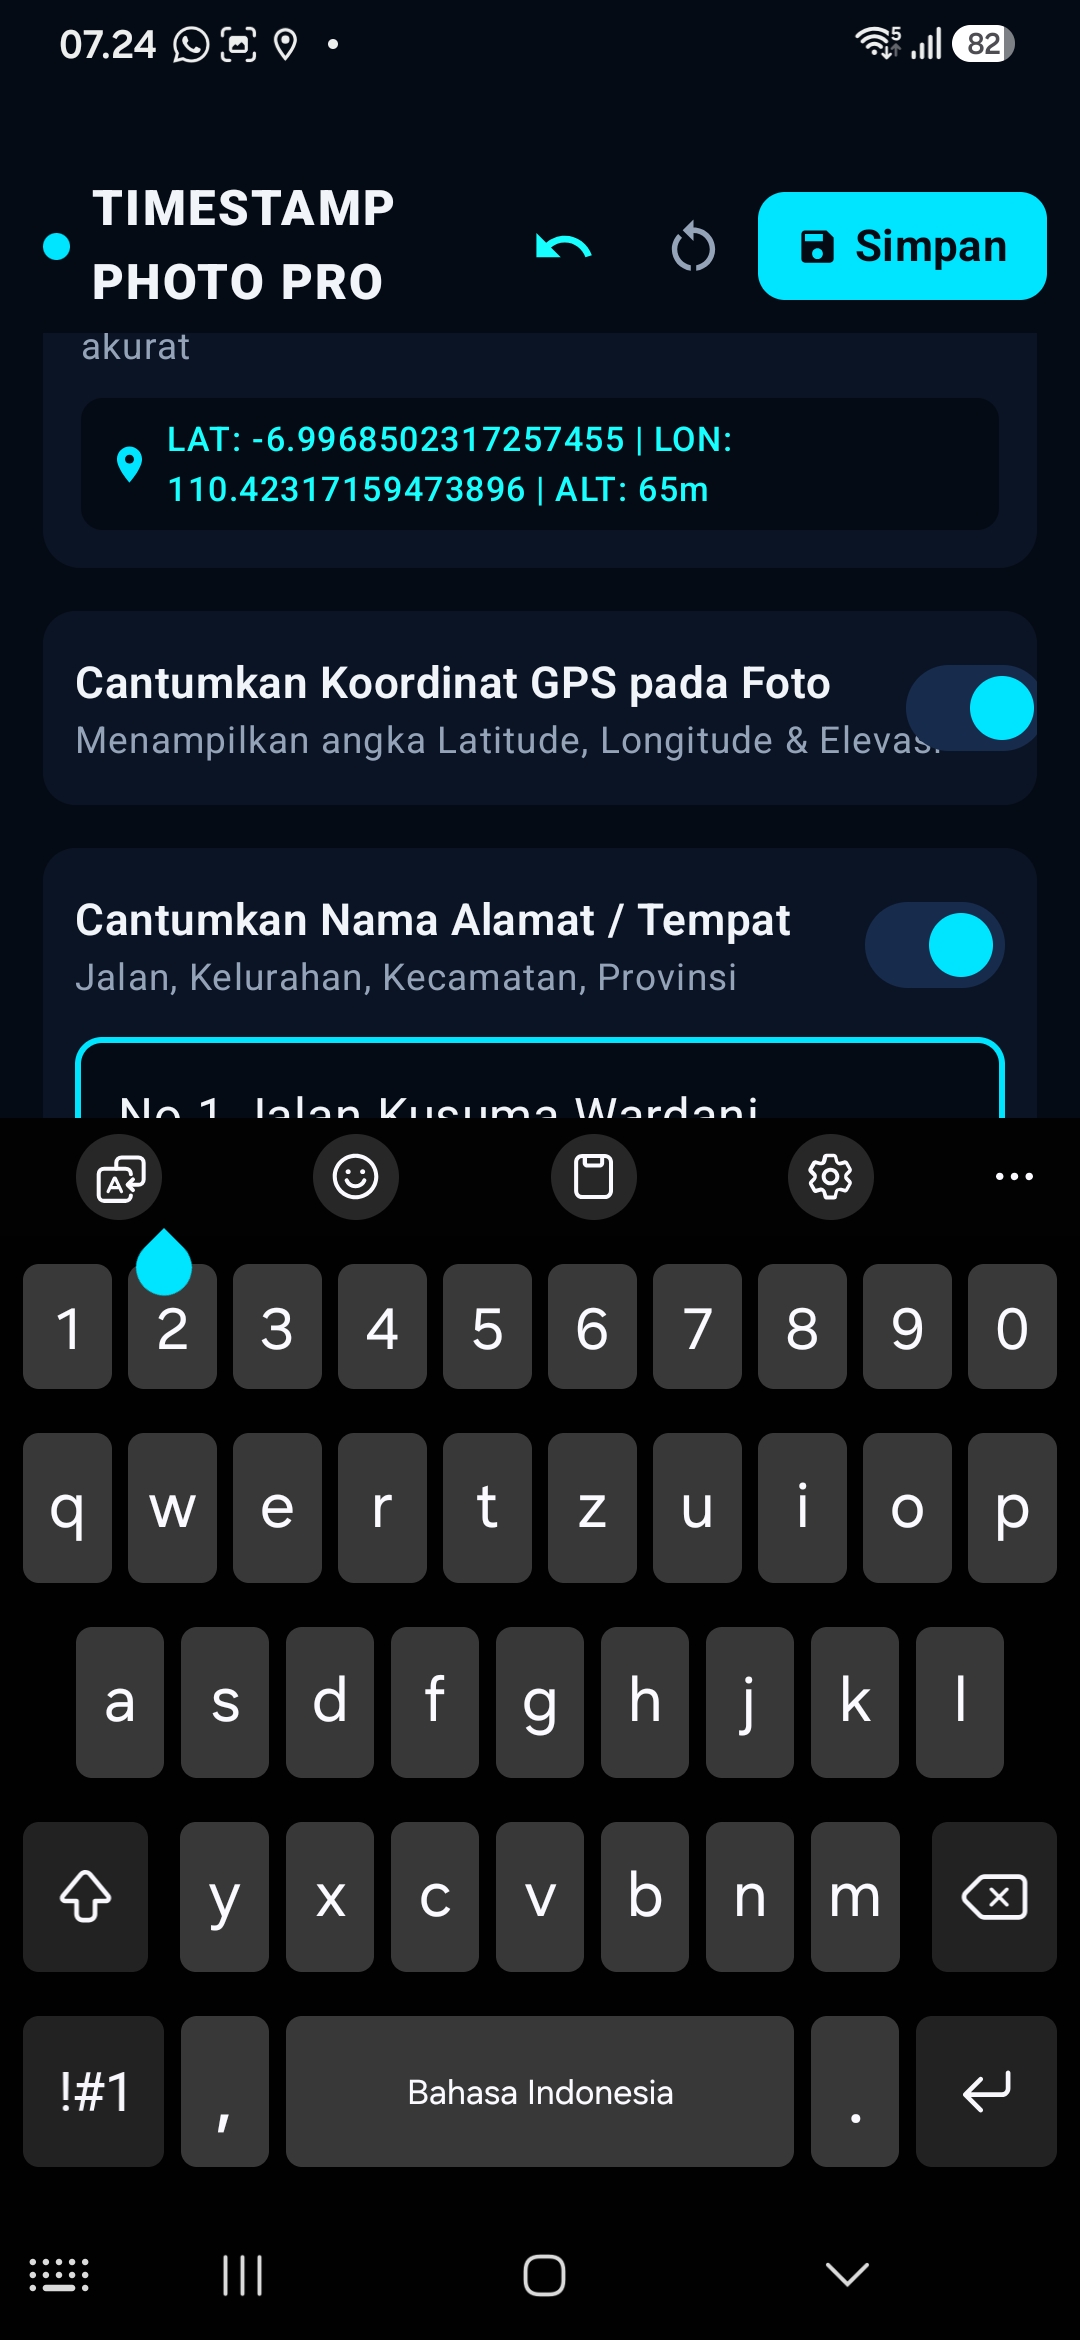 07.24
5
82
TIMESTAMP
PHOTO PRO
Simpan
akurat
LAT: -6.9968502317257455 | LON:
110.42317159473896 | ALT: 65m
Cantumkan Koordinat GPS pada Foto
Menampilkan angka Latitude, Longitude & Elevasi
Cantumkan Nama Alamat / Tempat
Jalan, Kelurahan, Kecamatan, Provinsi
No 1, Jalan Kusuma Wardani,
A
1 2 3 4 5 6 7 8 9 0
q w e r t z u i o p
a s d f g h j k l
y x c v b n m
!#1 , Bahasa Indonesia .